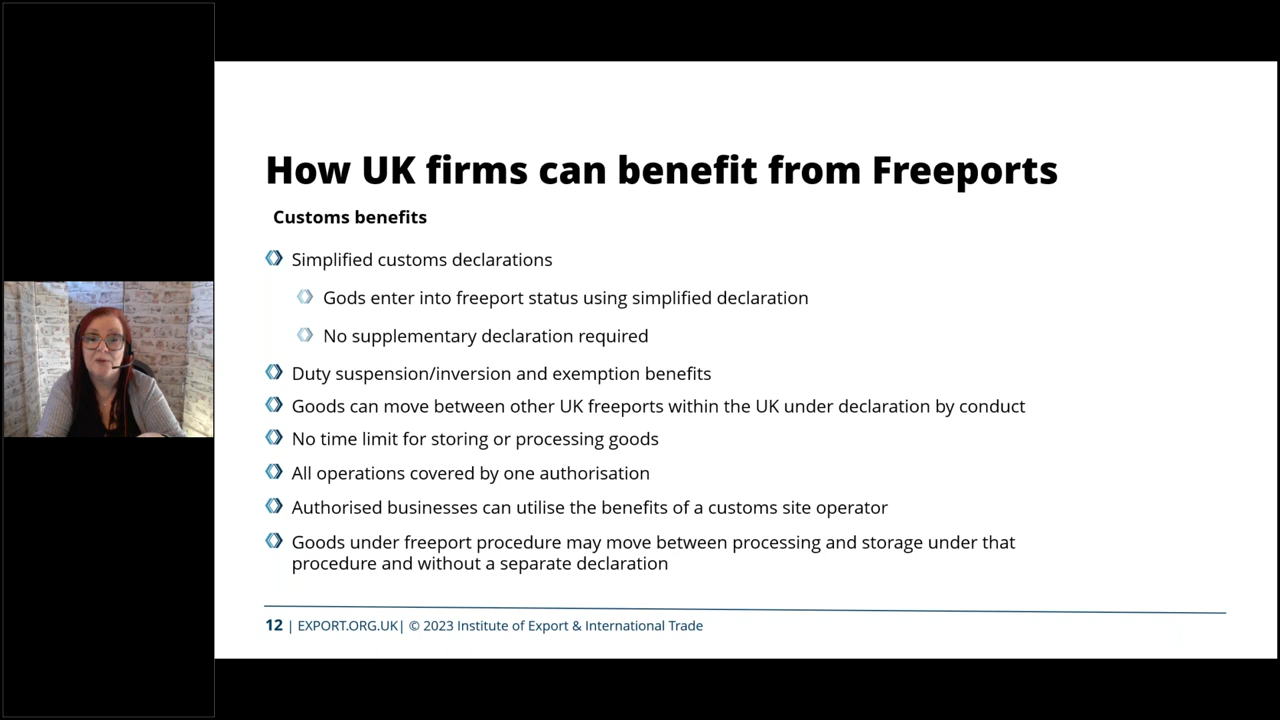 How UK firms can benefit from Freeports
Customs benefits
Simplified customs declarations
Gods enter into freeport status using simplified declaration
No supplementary declaration required
Duty suspension/inversion and exemption benefits
Goods can move between other UK freeports within the UK under declaration by conduct
No time limit for storing or processing goods
All operations covered by one authorisation
Authorised businesses can utilise the benefits of a customs site operator
Goods under freeport procedure may move between processing and storage under that
procedure and without a separate declaration
12 | EXPORT.ORG.UK| © 2023 Institute of Export & International Trade